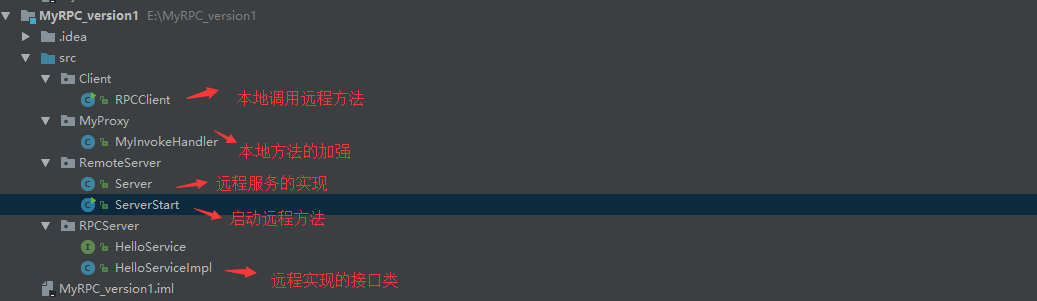 MyRPC_version1 E:\MyRPC_version1
.idea
src
Client
RPCClient 本地调用远程方法
MyProxy
MyInvokeHandler 本地方法的加强
RemoteServer
Server 远程服务的实现
ServerStart 启动远程方法
RPCServer
HelloService
HelloServiceImpl 远程实现的接口类
MyRPC_version1.iml